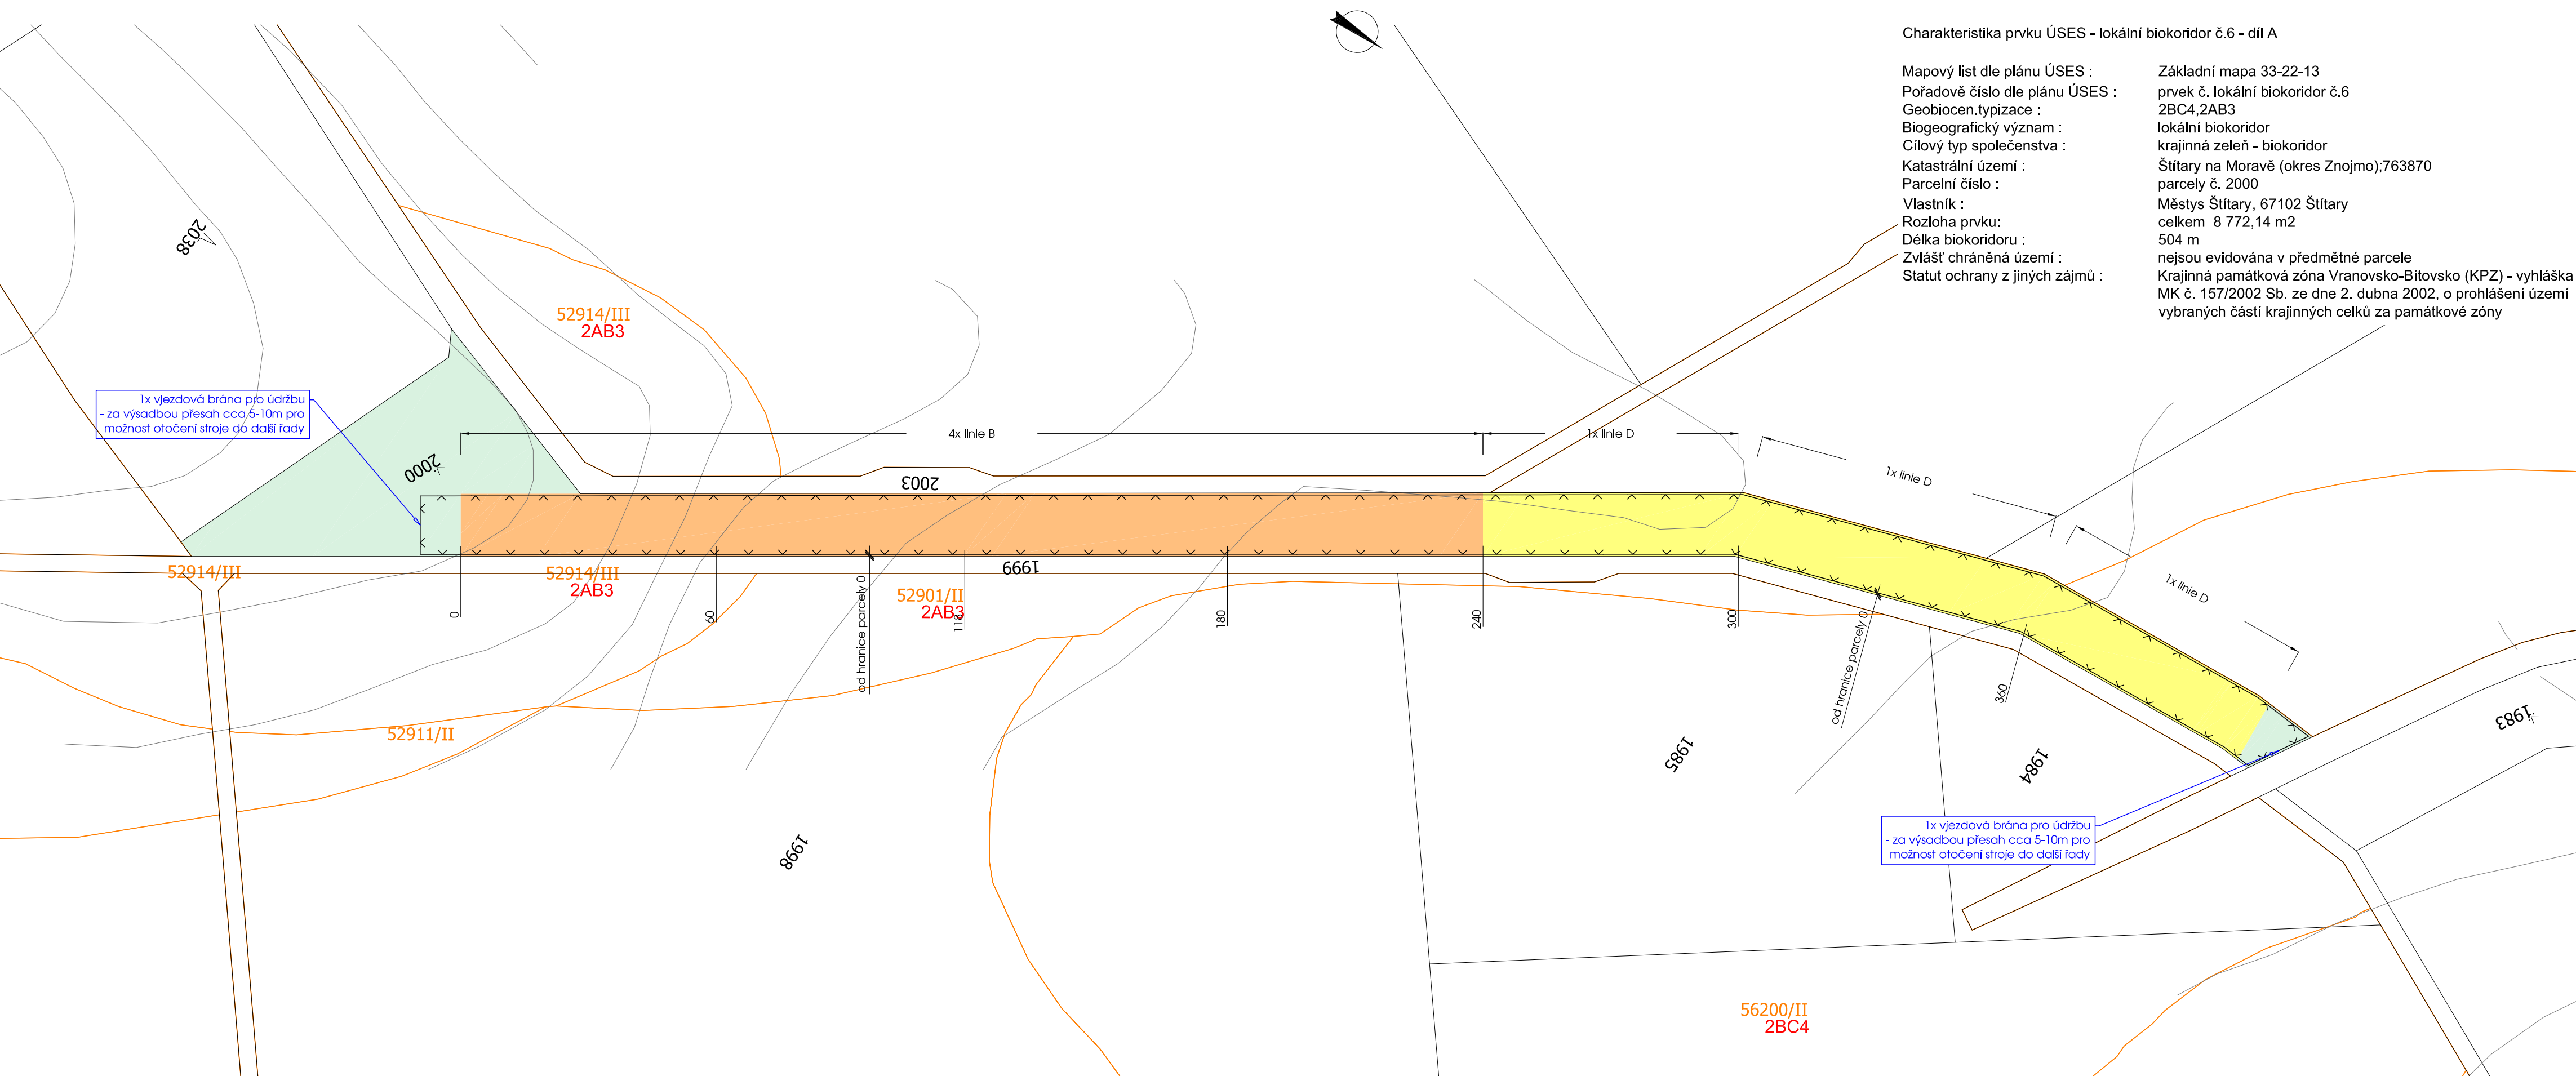 Charakteristika prvku ÚSES - lokální biokoridor č.6 - díl A
Mapový list dle plánu ÚSES : Základní mapa 33-22-13
Pořadově číslo dle plánu ÚSES : prvek č. lokální biokoridor č.6
Geobiocen.typizace : 2BC4,2AB3
Biogeografický význam : lokální biokoridor
Cílový typ společenstva : krajinná zeleň - biokoridor
Katastrální území : Štítary na Moravě (okres Znojmo);763870
Parcelní číslo : parcely č. 2000
Vlastník : Městys Štítary, 67102 Štítary
Rozloha prvku: celkem 8 772,14 m2
Délka biokoridoru : 504 m
Zvlášť chráněná území : nejsou evidována v předmětné parcele
Statut ochrany z jiných zájmů : Krajinná památková zóna Vranovsko-Bítovsko (KPZ) - vyhláška
MK č. 157/2002 Sb. ze dne 2. dubna 2002, o prohlášení území
vybraných částí krajinných celků za památkové zóny
2038
52914/III
2AB3
1x vjezdová brána pro údržbu
- za výsadbou přesah cca 5-10m pro
možnost otočení stroje do další řady
4x linie B
1x linie D
1x linie D
1x linie D
2000
2003
1999
52914/III
52914/III
2AB3
52901/II
2AB3
0
60
od hranice parcely 0
118
180
240
300
od hranice parcely 0
360
52911/II
1983
1985
1984
1998
1x vjezdová brána pro údržbu
- za výsadbou přesah cca 5-10m pro
možnost otočení stroje do další řady
56200/II
2BC4